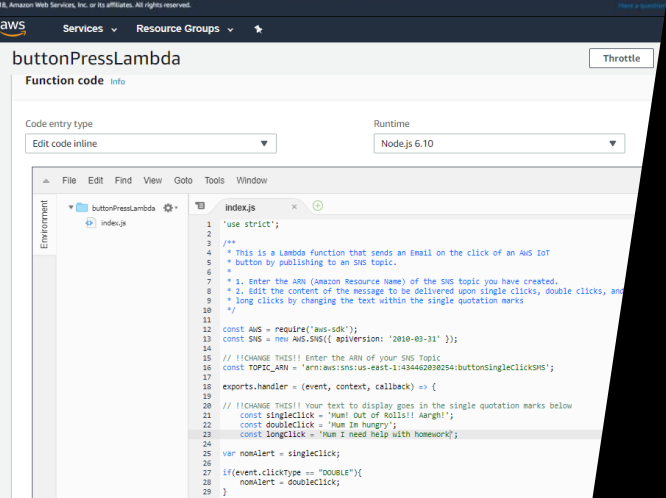 18, Amazon Web Services, Inc. or its affiliates. All rights reserved.
Have a question
aws
Services
Resource Groups
buttonPressLambda
Throttle
Function code Info
Code entry type
Runtime
Edit code inline
Node.js 6.10
File Edit Find View Goto Tools Window
Environment
buttonPressLambda
index.js
index.js
1 'use strict';
2
3 /**
4 * This is a Lambda function that sends an Email on the click of an AWS IoT
5 * button by publishing to an SNS topic.
6 *
7 * 1. Enter the ARN (Amazon Resource Name) of the SNS topic you have created.
8 * 2. Edit the content of the message to be delivered upon single clicks, double clicks, and
9 * long clicks by changing the text within the single quotation marks
10 */
11
12 const AWS = require('aws-sdk');
13 const SNS = new AWS.SNS({ apiVersion: '2010-03-31' });
14
15 // !!CHANGE THIS!! Enter the ARN of your SNS Topic
16 const TOPIC_ARN = 'arn:aws:sns:us-east-1:434462030254:buttonSingleClickSMS';
17
18 exports.handler = (event, context, callback) => {
19
20 // !!CHANGE THIS!! Your text to display goes in the single quotation marks below
21 const singleClick = 'Mum! Out of Rolls!! Aargh!';
22 const doubleClick = 'Mum Im hungry';
23 const longClick = 'Mum I need help with homework';
24
25 var nomAlert = singleClick;
26
27 if(event.clickType == "DOUBLE"){
28 nomAlert = doubleClick;
29 }